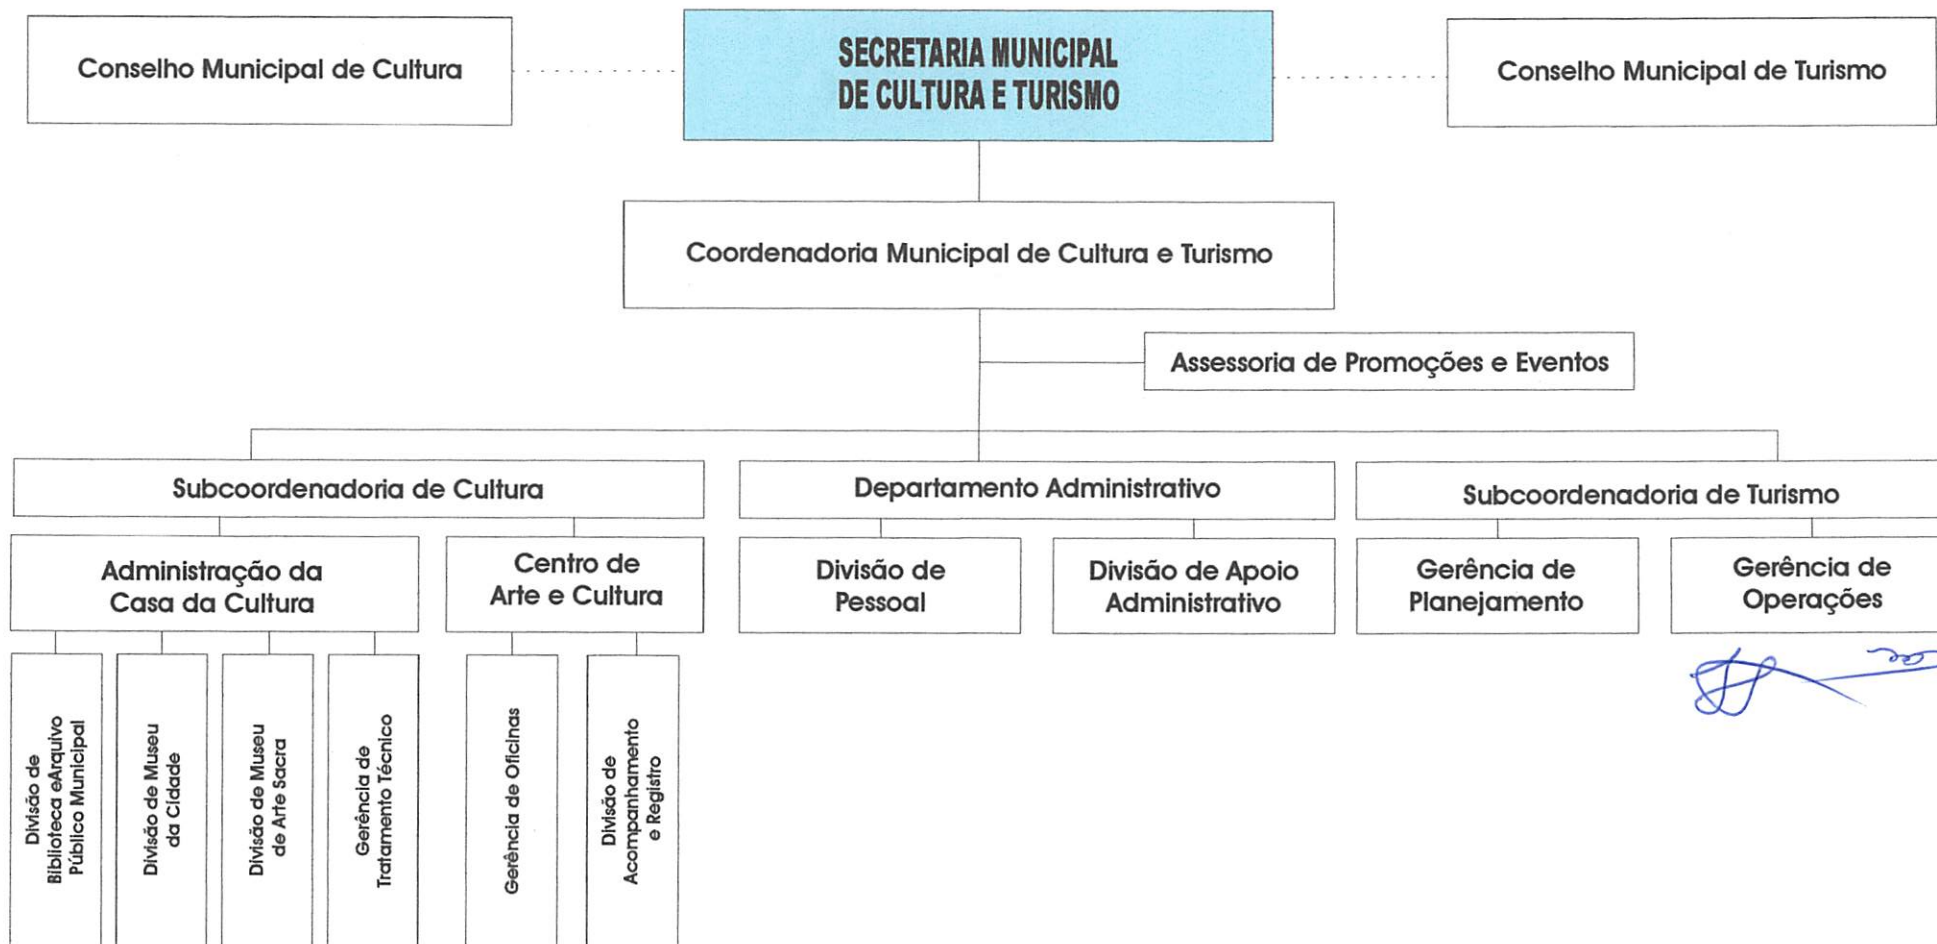 Conselho Municipal de Cultura
SECRETARIA MUNICIPAL
DE CULTURA E TURISMO
Conselho Municipal de Turismo
Coordenadoria Municipal de Cultura e Turismo
Assessoria de Promoções e Eventos
Subcoordenadoria de Cultura
Departamento Administrativo
Subcoordenadoria de Turismo
Administração da
Casa da Cultura
Centro de
Arte e Cultura
Divisão de
Pessoal
Divisão de Apoio
Administrativo
Gerência de
Planejamento
Gerência de
Operações
Divisão de
Biblioteca eArquivo
Público Municipal
Divisão de Museu
da Cidade
Divisão de Museu
de Arte Sacra
Gerência de
Tratamento Técnico
Gerência de Oficinas
Divisão de
Acompanhamento
e Registro